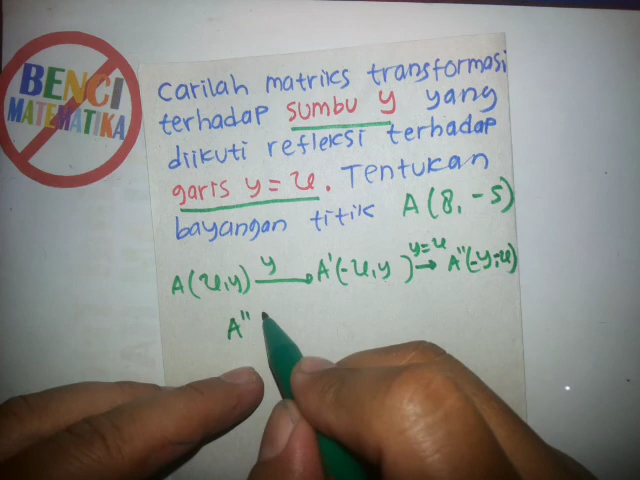 BENCI
MATEMATIKA
Carilah matriks transformasi
terhadap sumbu y yang
diikuti refleksi terhadap
garis y = x. Tentukan
bayangan titik A(8, -5)
A(x,y) y → A'(-x,y) y=x → A"(-y,-x)
A"